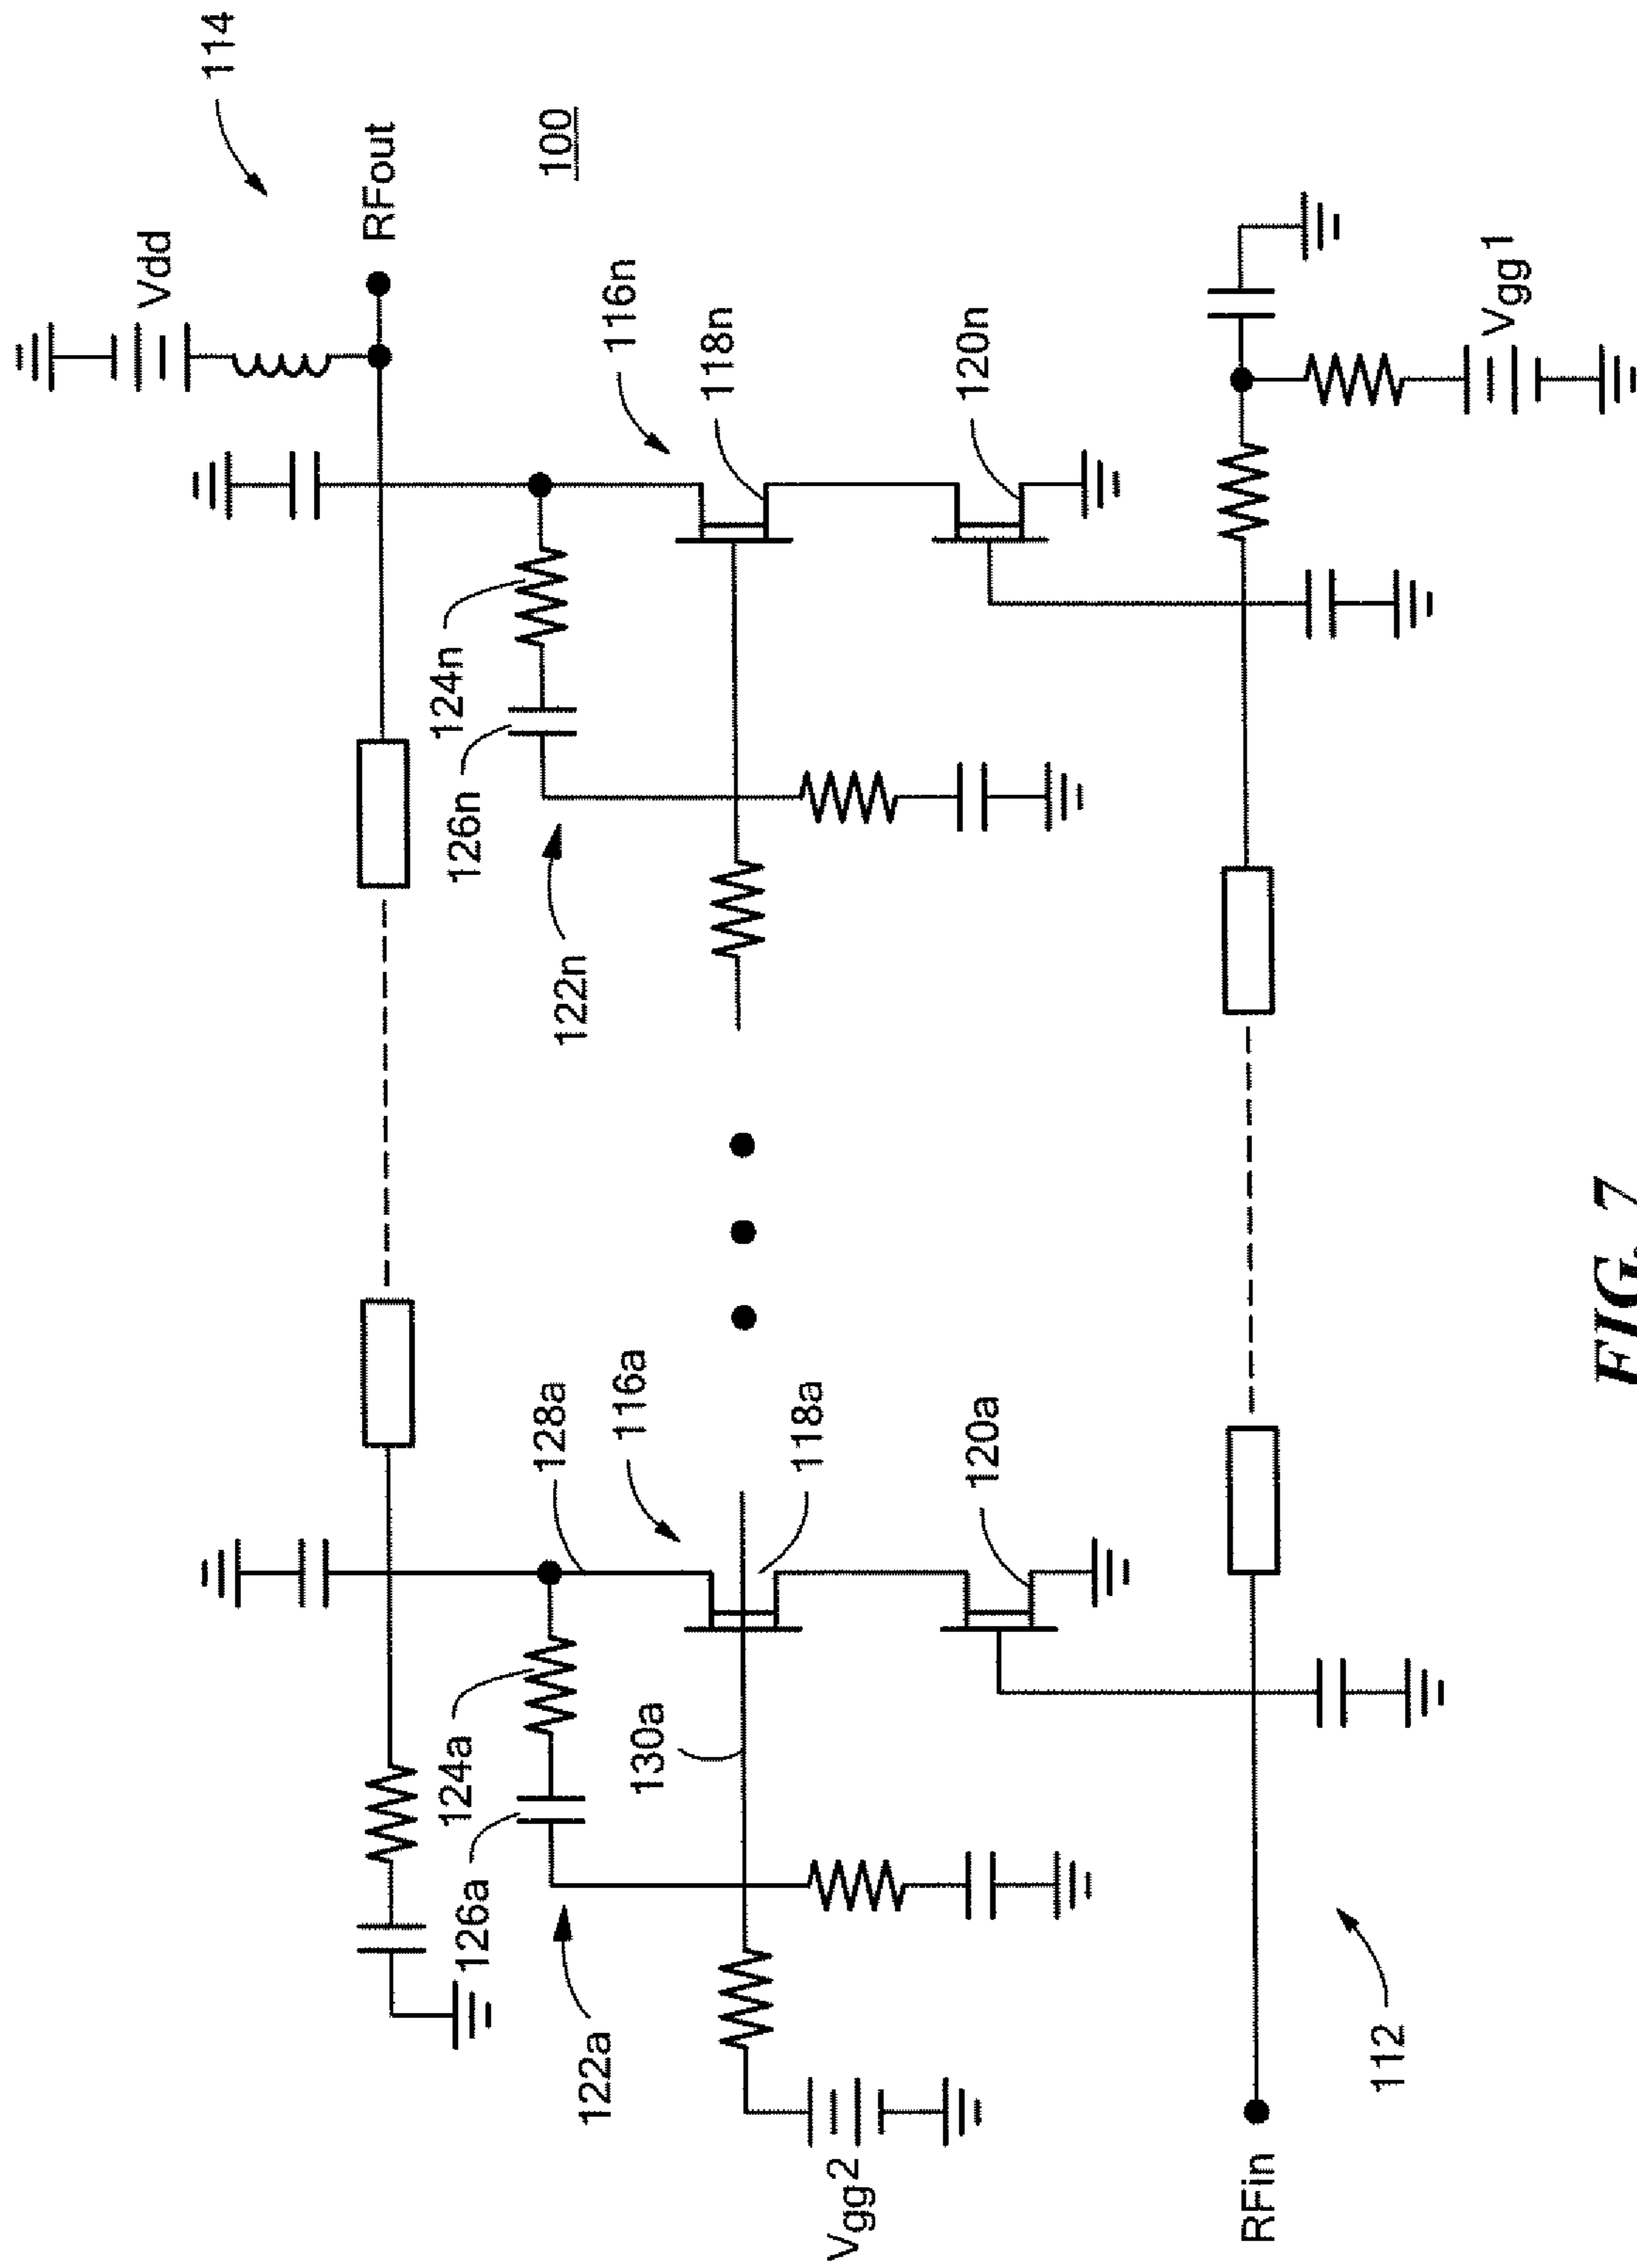 114
Vdd
RFout
100
116n
118n
124n
126n
120n
122n
Vgg1
128a
116a
118a
124a
126a
130a
120a
122a
Vgg2
RFin
112
FIG. 7